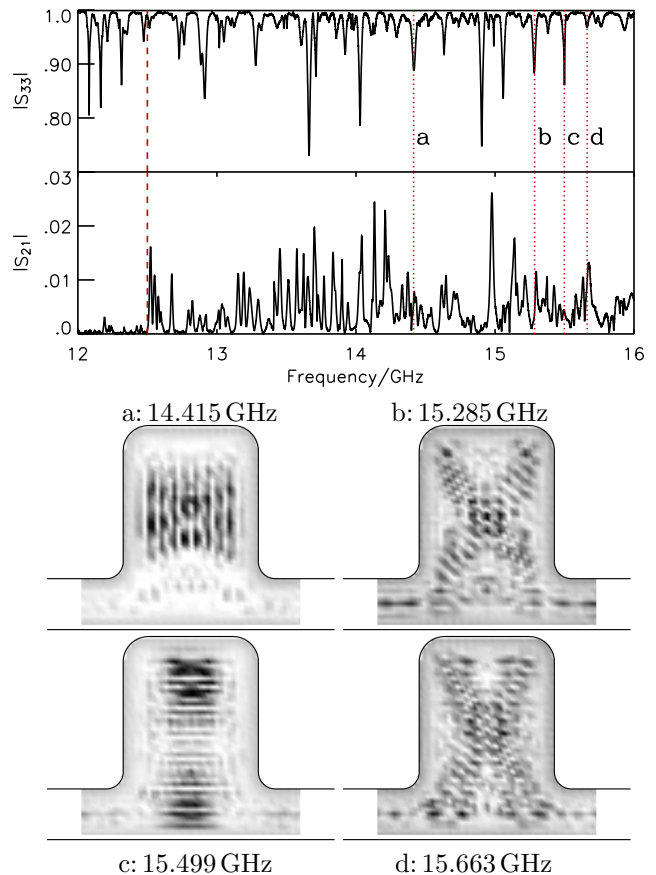 1.0
.90
|S33|
.80
a
b
c
d
.03
.02
|S21|
.01
.0
12
13
14
15
16
Frequency/GHz
a: 14.415 GHz
b: 15.285 GHz
c: 15.499 GHz
d: 15.663 GHz